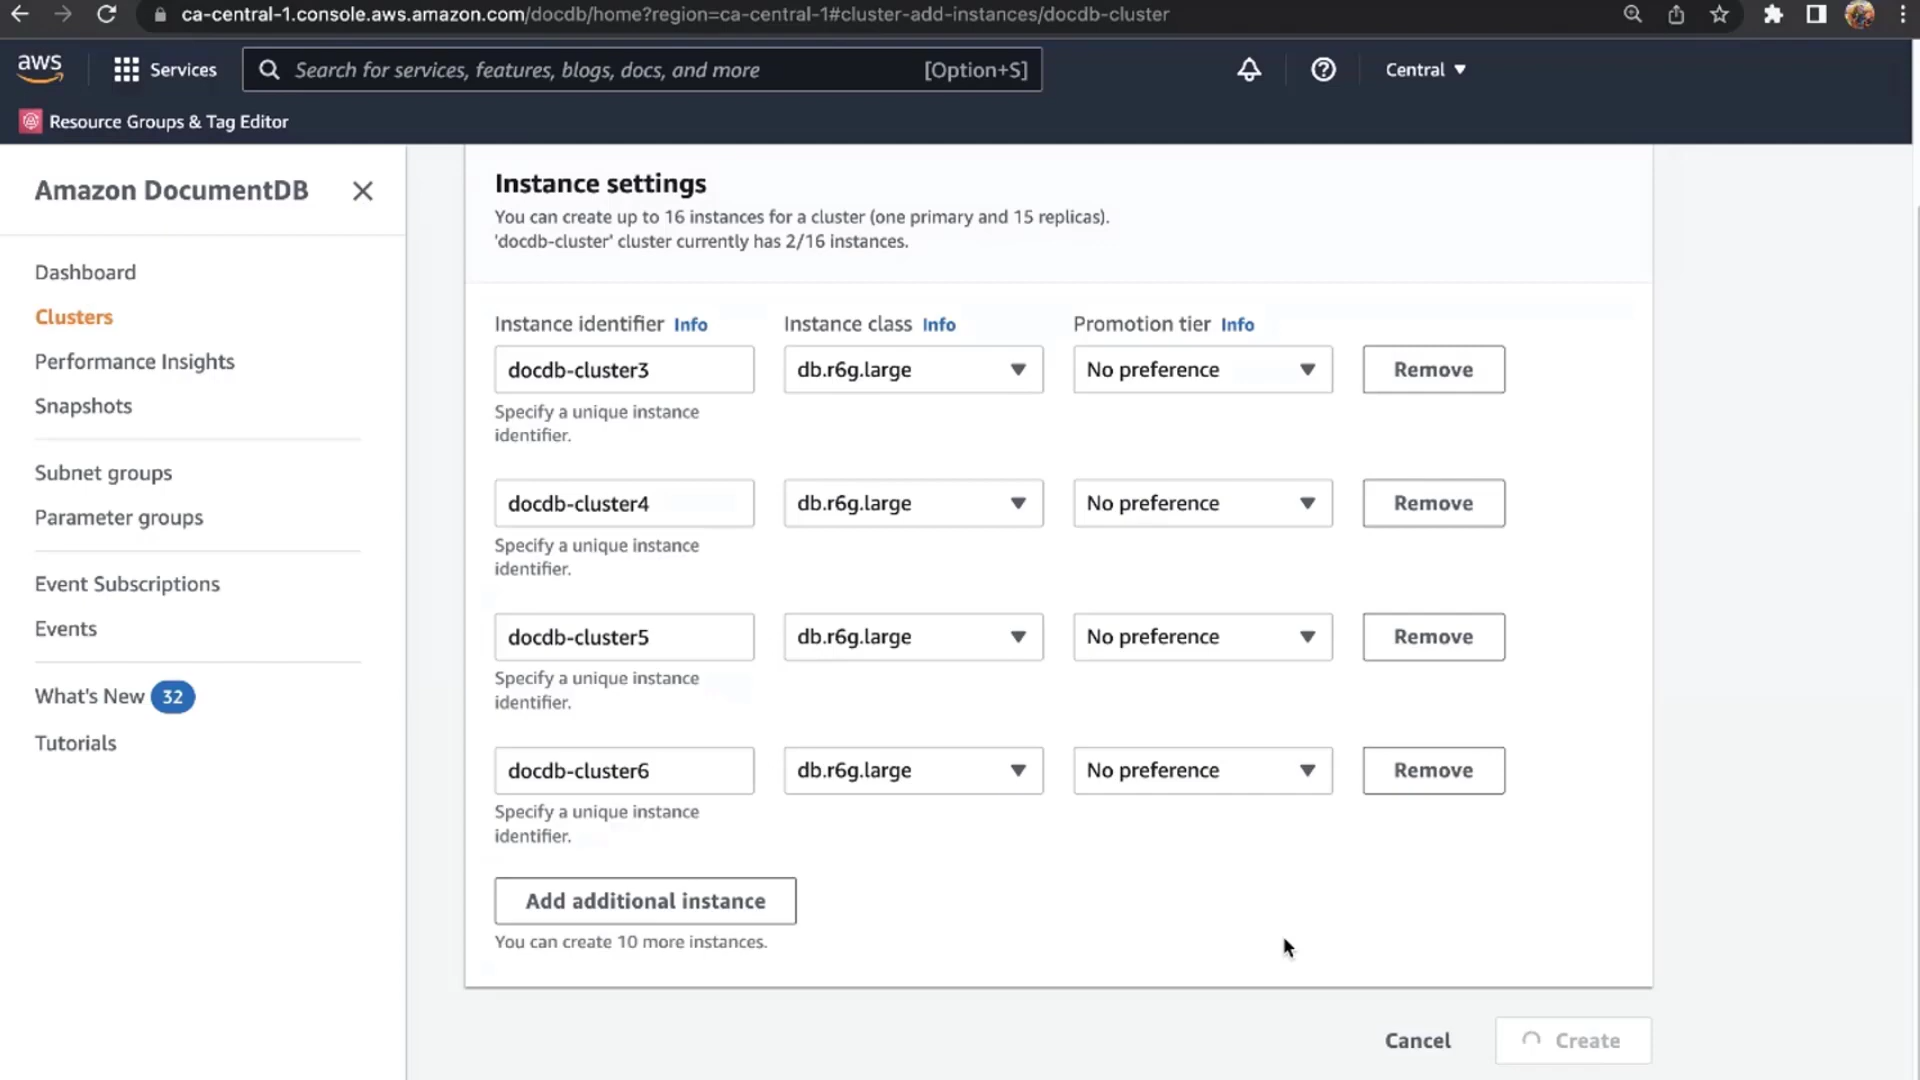 ca-central-1.console.aws.amazon.com/docdb/home?region=ca-central-1#cluster-add-instances/docdb-cluster
aws
Services
Search for services, features, blogs, docs, and more
[Option+S]
Central
Resource Groups & Tag Editor
Amazon DocumentDB
Dashboard
Clusters
Performance Insights
Snapshots
Subnet groups
Parameter groups
Event Subscriptions
Events
What's New 32
Tutorials
Instance settings
You can create up to 16 instances for a cluster (one primary and 15 replicas).
'docdb-cluster' cluster currently has 2/16 instances.
Instance identifier Info
Instance class Info
Promotion tier Info
docdb-cluster3
db.r6g.large
No preference
Remove
Specify a unique instance
identifier.
docdb-cluster4
db.r6g.large
No preference
Remove
Specify a unique instance
identifier.
docdb-cluster5
db.r6g.large
No preference
Remove
Specify a unique instance
identifier.
docdb-cluster6
db.r6g.large
No preference
Remove
Specify a unique instance
identifier.
Add additional instance
You can create 10 more instances.
Cancel
Create